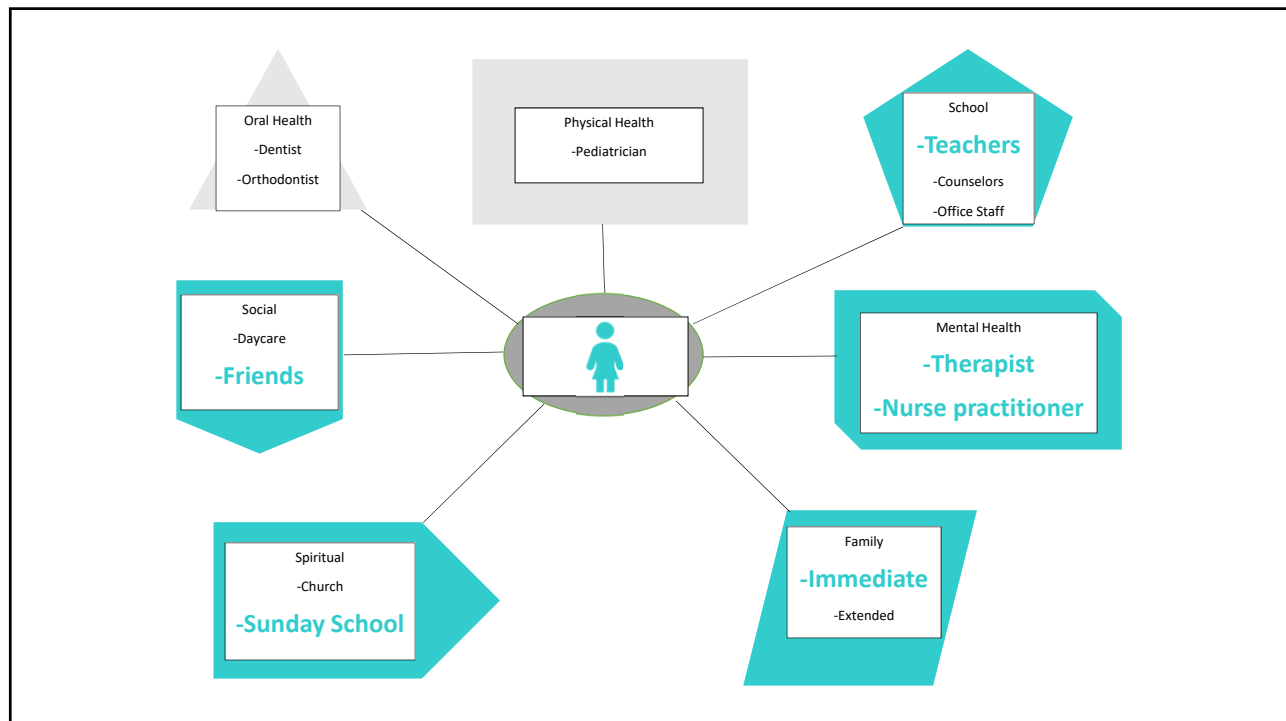 Oral Health
-Dentist
-Orthodontist
Physical Health
-Pediatrician
School
-Teachers
-Counselors
-Office Staff
Social
-Daycare
-Friends
Mental Health
-Therapist
-Nurse practitioner
Spiritual
-Church
-Sunday School
Family
-Immediate
-Extended